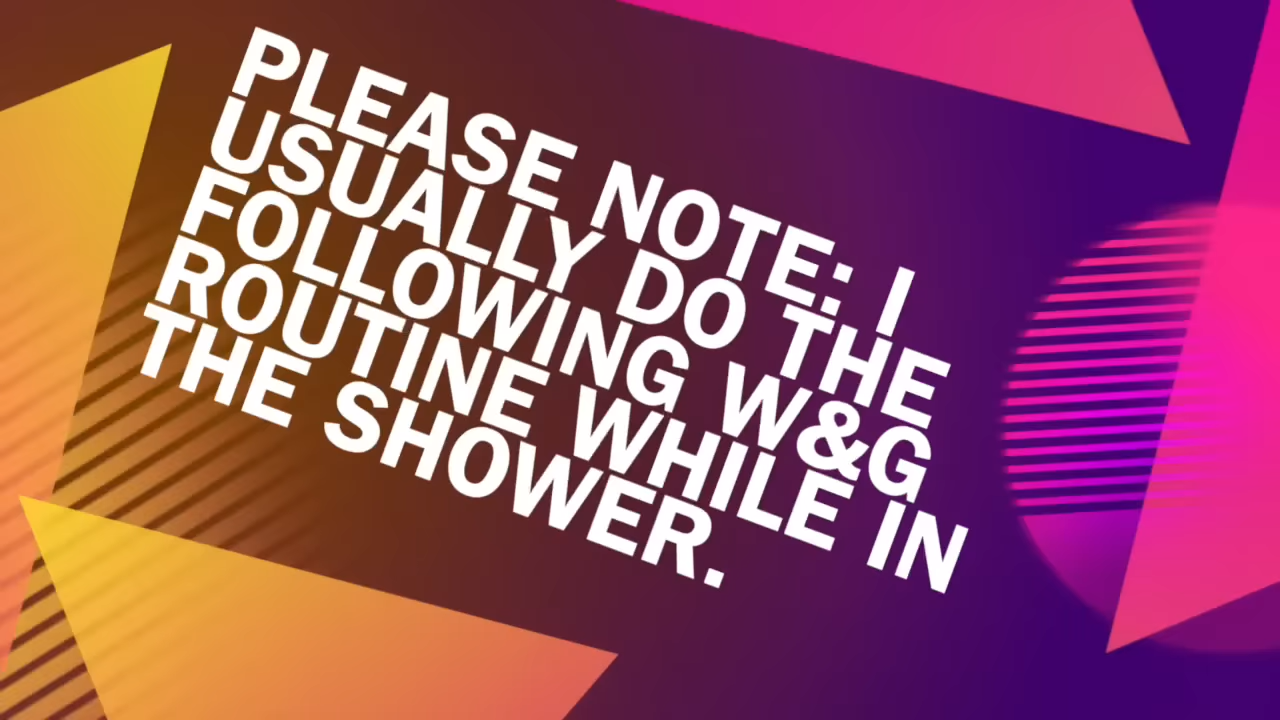 PLEASE NOTE: I
USUALLY DO THE
FOLLOWING W&G
ROUTINE WHILE IN
THE SHOWER.